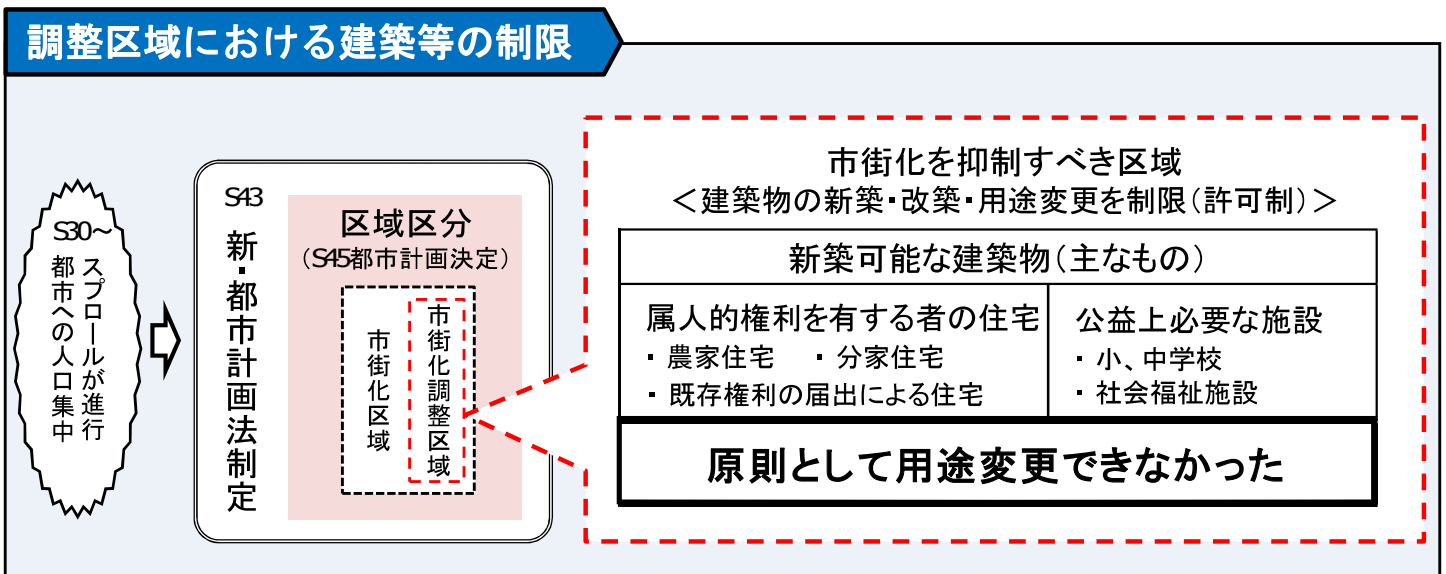 調整区域における建築等の制限
S30～
都市への人口集中
スプロールが進行
S43
新・都市計画法制定
区域区分
（S45都市計画決定）
市街化区域
市街化調整区域
市街化を抑制すべき区域
＜建築物の新築・改築・用途変更を制限（許可制）＞
新築可能な建築物（主なもの）
属人的権利を有する者の住宅
・農家住宅　・分家住宅
・既存権利の届出による住宅
公益上必要な施設
・小、中学校
・社会福祉施設
原則として用途変更できなかった